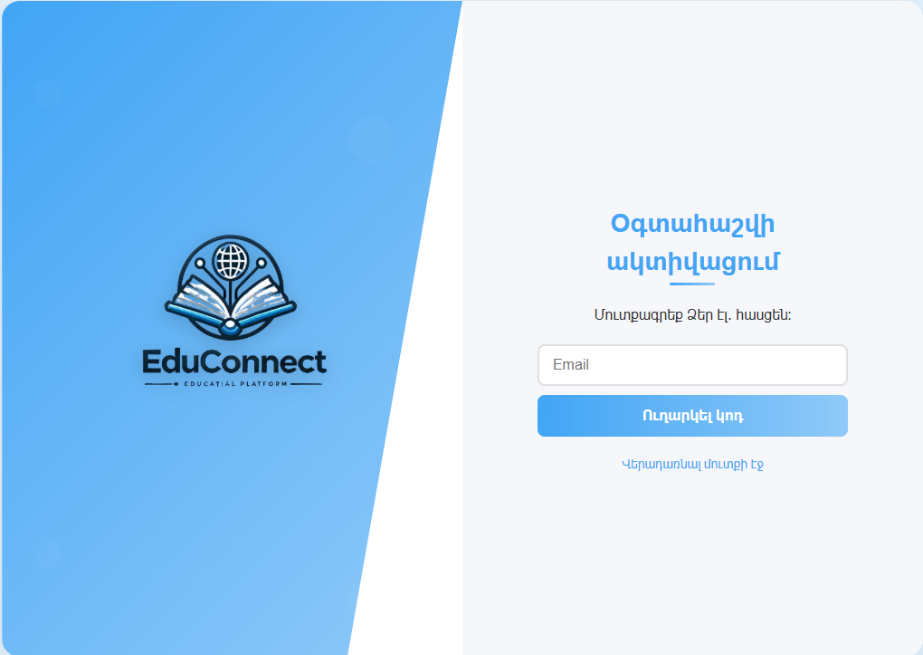 EduConnect
EDUCATIAL PLATFORM
Օգտահաշվի
ակտիվացում
Մուտքագրեք Ձեր էլ. հասցեն:
Email
Ուղարկել կոդ
Վերադառնալ մուտքի էջ